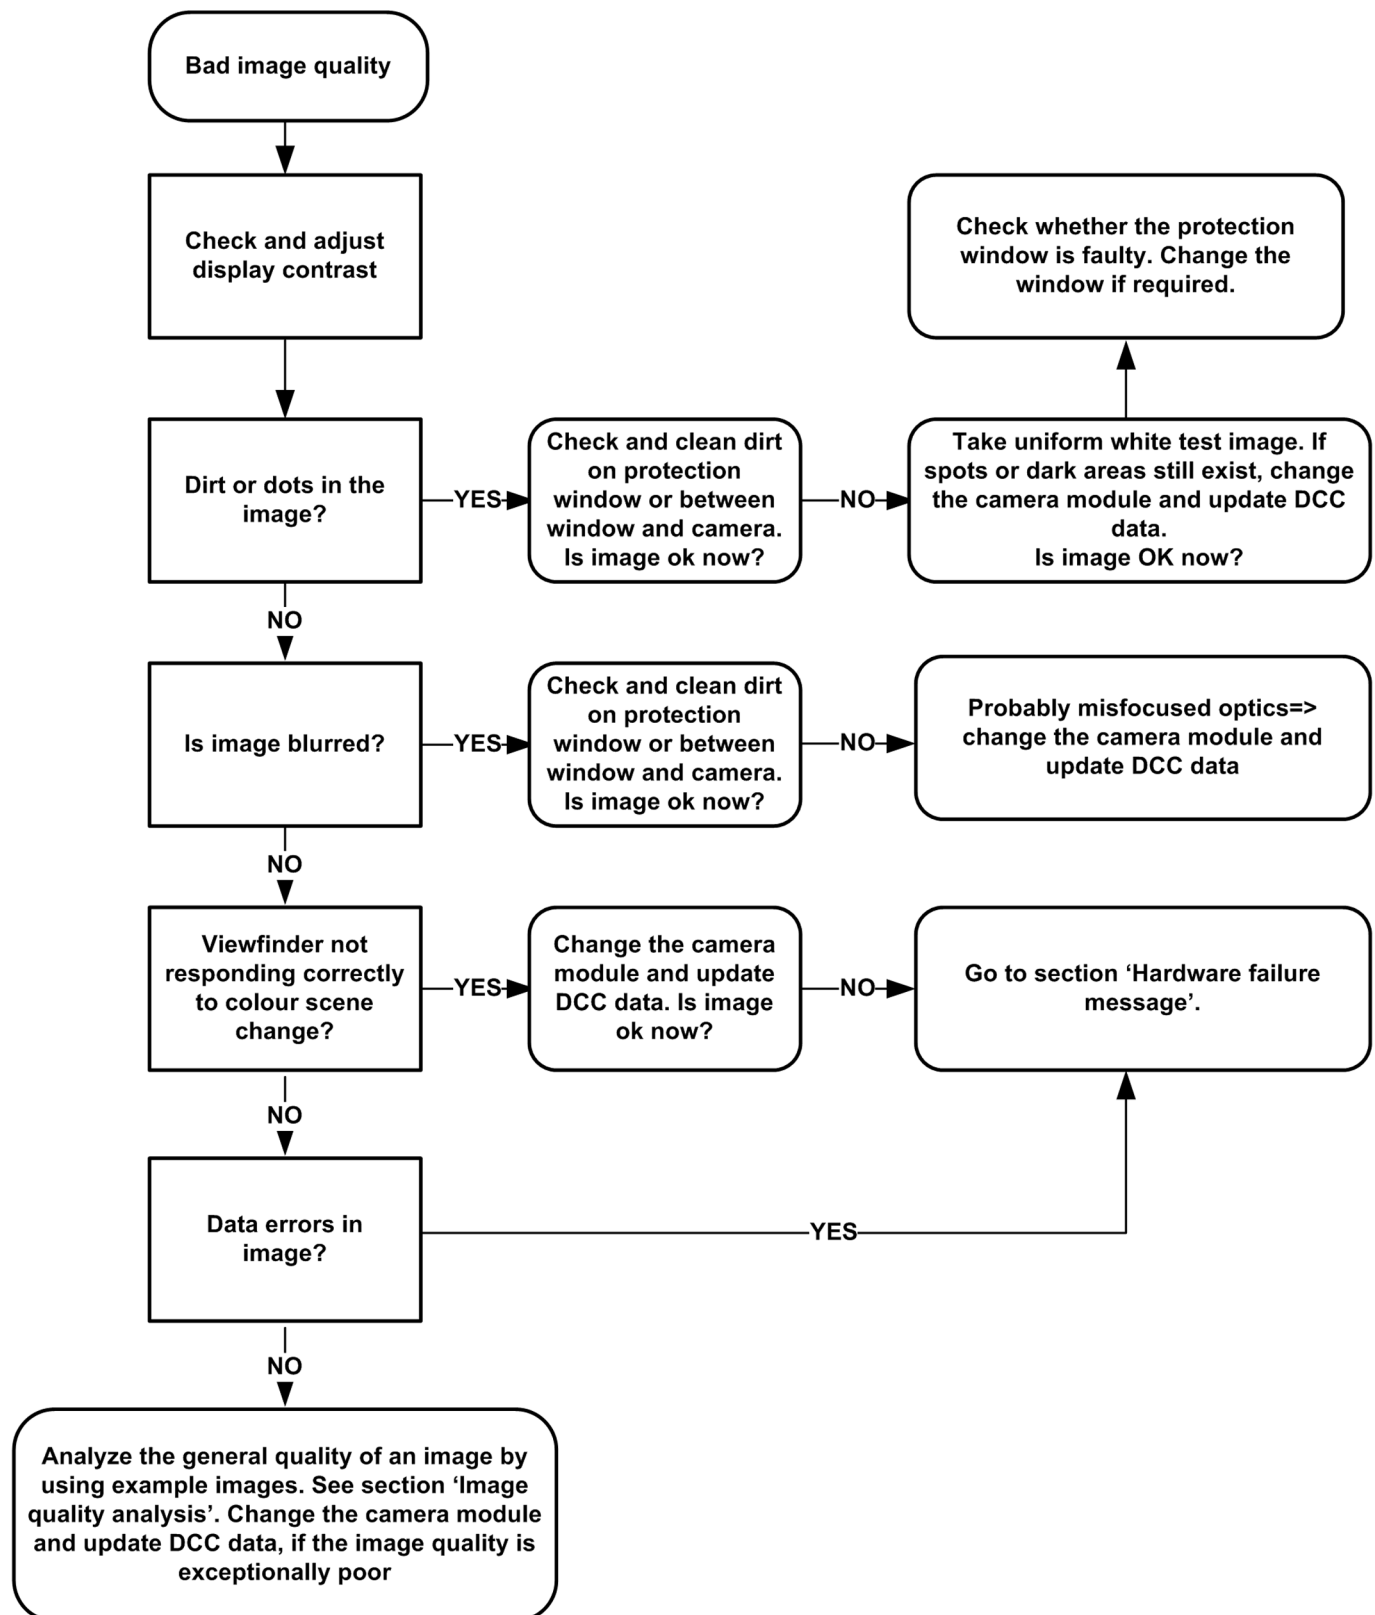 Bad image quality
Check and adjust
display contrast
Check whether the protection
window is faulty. Change the
window if required.
Dirt or dots in the
image?
YES
Check and clean dirt
on protection
window or between
window and camera.
Is image ok now?
NO
Take uniform white test image. If
spots or dark areas still exist, change
the camera module and update DCC
data.
Is image OK now?
NO
Is image blurred?
YES
Check and clean dirt
on protection
window or between
window and camera.
Is image ok now?
NO
Probably misfocused optics=>
change the camera module and
update DCC data
NO
Viewfinder not
responding correctly
to colour scene
change?
YES
Change the camera
module and update
DCC data. Is image
ok now?
NO
Go to section ‘Hardware failure
message’.
NO
Data errors in
image?
YES
NO
Analyze the general quality of an image by
using example images. See section ‘Image
quality analysis’. Change the camera module
and update DCC data, if the image quality is
exceptionally poor